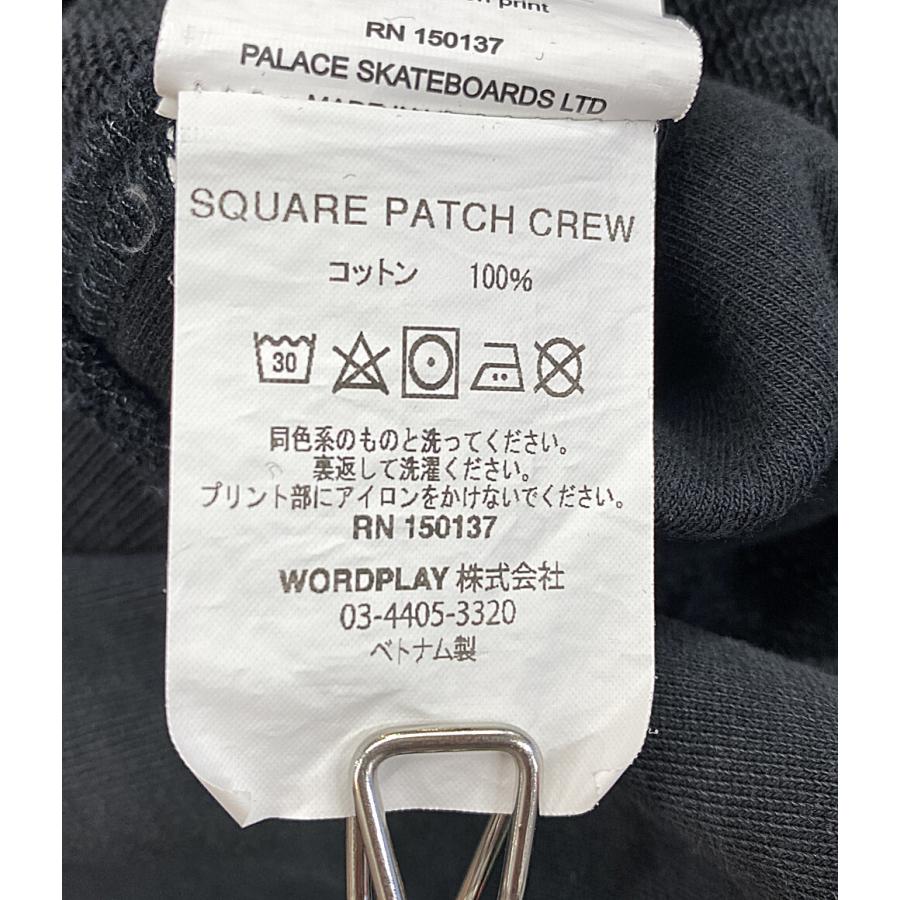 print
RN 150137
PALACE SKATEBOARDS LTD
MADE IN
SQUARE PATCH CREW
コットン 100%
30
同色系のものと洗ってください。
裏返して洗濯ください。
プリント部にアイロンをかけないでください。
RN 150137
WORDPLAY 株式会社
03-4405-3320
ベトナム製